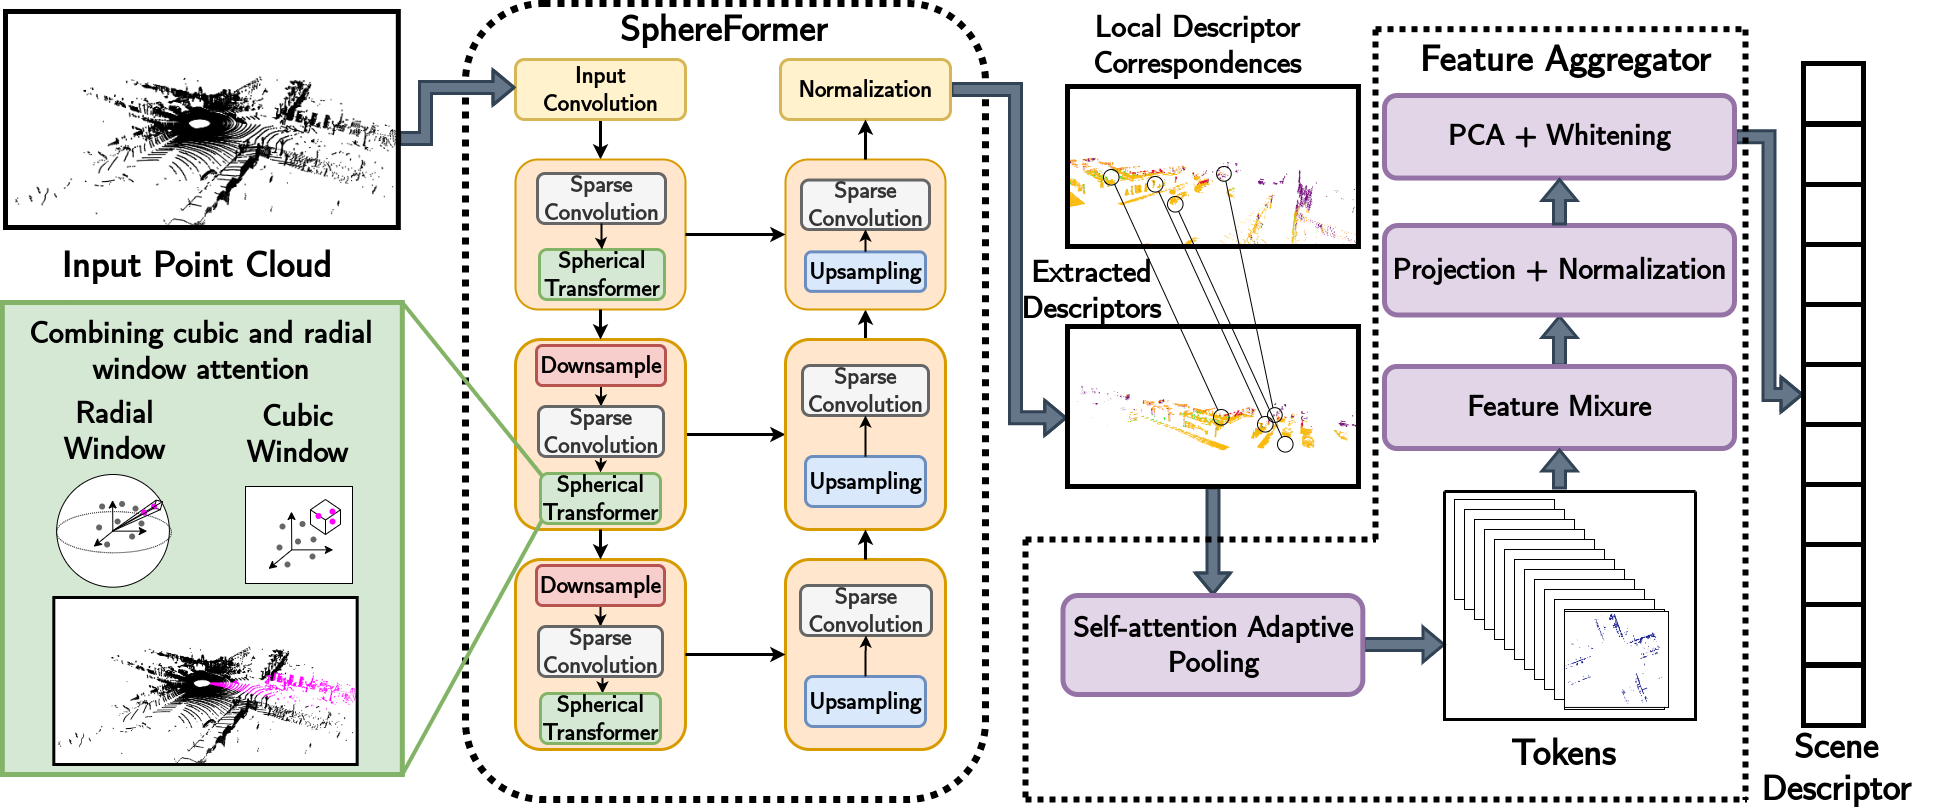 Input Point Cloud
Combining cubic and radial
window attention
Radial
Window
Cubic
Window
SphereFormer
Input
Convolution
Sparse
Convolution
Spherical
Transformer
Downsample
Sparse
Convolution
Spherical
Transformer
Downsample
Sparse
Convolution
Spherical
Transformer
Normalization
Sparse
Convolution
Upsampling
Sparse
Convolution
Upsampling
Sparse
Convolution
Upsampling
Local Descriptor
Correspondences
Extracted
Descriptors
Feature Aggregator
PCA + Whitening
Projection + Normalization
Feature Mixure
Self-attention Adaptive
Pooling
Tokens
Scene
Descriptor